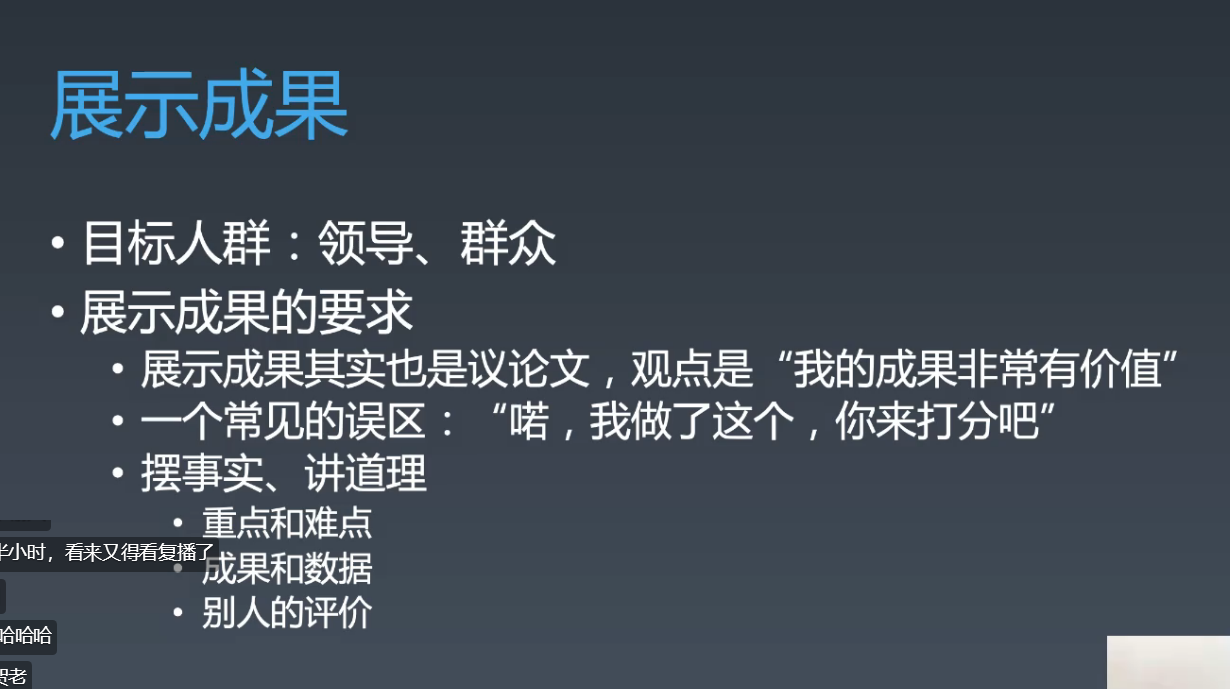 展示成果
• 目标人群：领导、群众
• 展示成果的要求
• 展示成果其实也是议论文，观点是“我的成果非常有价值”
• 一个常见的误区：“喏，我做了这个，你来打分吧”
• 摆事实、讲道理
• 重点和难点
半小时，看来又得看复播了
• 成果和数据
• 别人的评价
哈哈哈
老